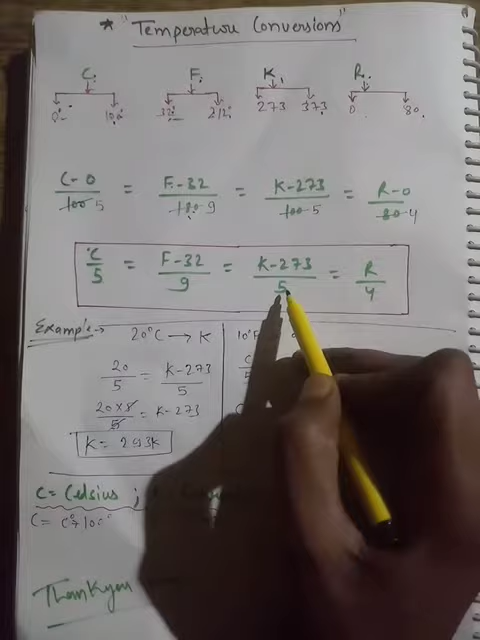 * "Temperature Conversions"
C. F. K, R.
0° 100° 32° 212° 273 373 0 80
C-0/100 5 = F-32/180 9 = K-273/100 5 = R-0/80 4
C/5 = F-32/9 = K-273/5 = R/4
Example→ 20°C → K 10°F
20/5 = K-273/5
20×5/5 = K-273
K = 293K
C = Celsius ;
C = 0° + 100°
Thankyou